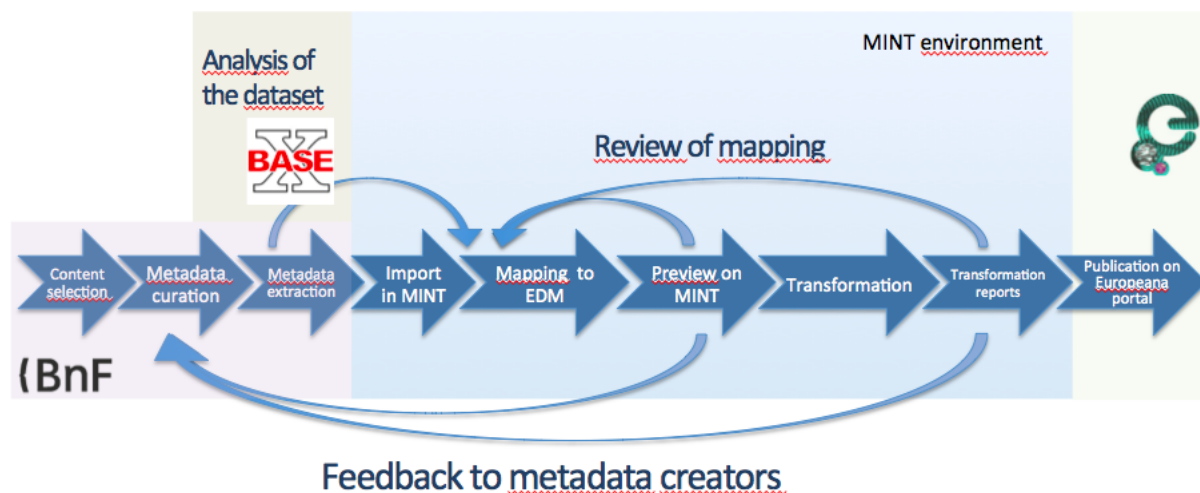 MINT environment
Analysis of
the dataset
X
BASE
Review of mapping
Content
selection
Metadata
curation
Metadata
extraction
Import
in MINT
Mapping to
EDM
Preview on
MINT
Transformation
Transformation
reports
Publication on
Europeana
portal
{BnF
Feedback to metadata creators